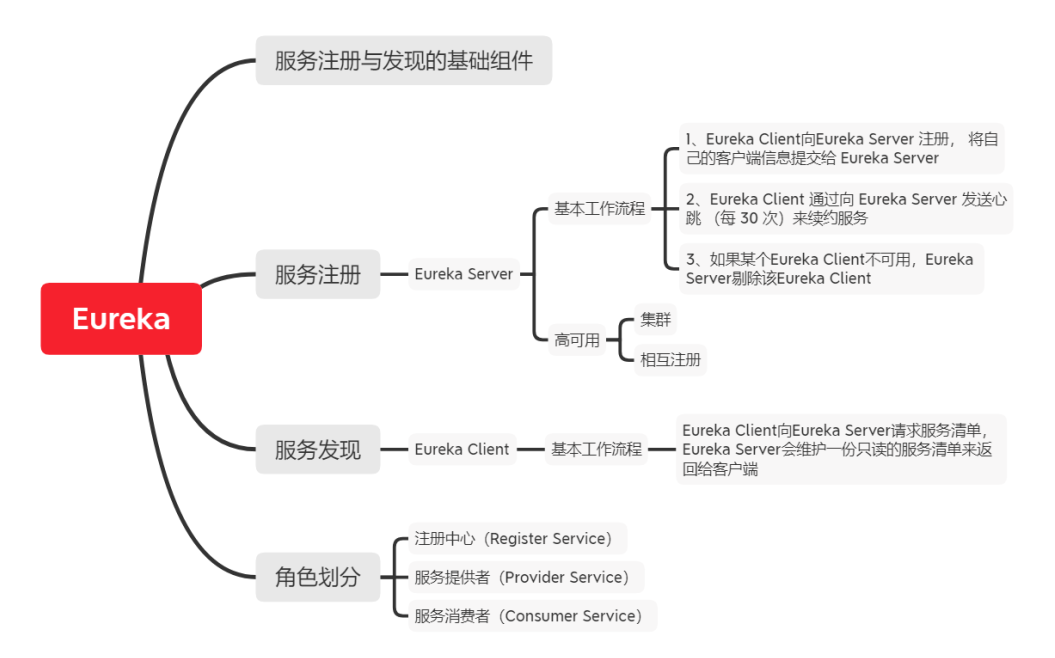 Eureka
服务注册与发现的基础组件
服务注册
Eureka Server
基本工作流程
1、Eureka Client向Eureka Server 注册， 将自
己的客户端信息提交给 Eureka Server
2、Eureka Client 通过向 Eureka Server 发送心
跳 （每 30 次）来续约服务
3、如果某个Eureka Client不可用，Eureka
Server剔除该Eureka Client
高可用
集群
相互注册
服务发现
Eureka Client
基本工作流程
Eureka Client向Eureka Server请求服务清单，
Eureka Server会维护一份只读的服务清单来返
回给客户端
角色划分
注册中心（Register Service）
服务提供者（Provider Service）
服务消费者（Consumer Service）